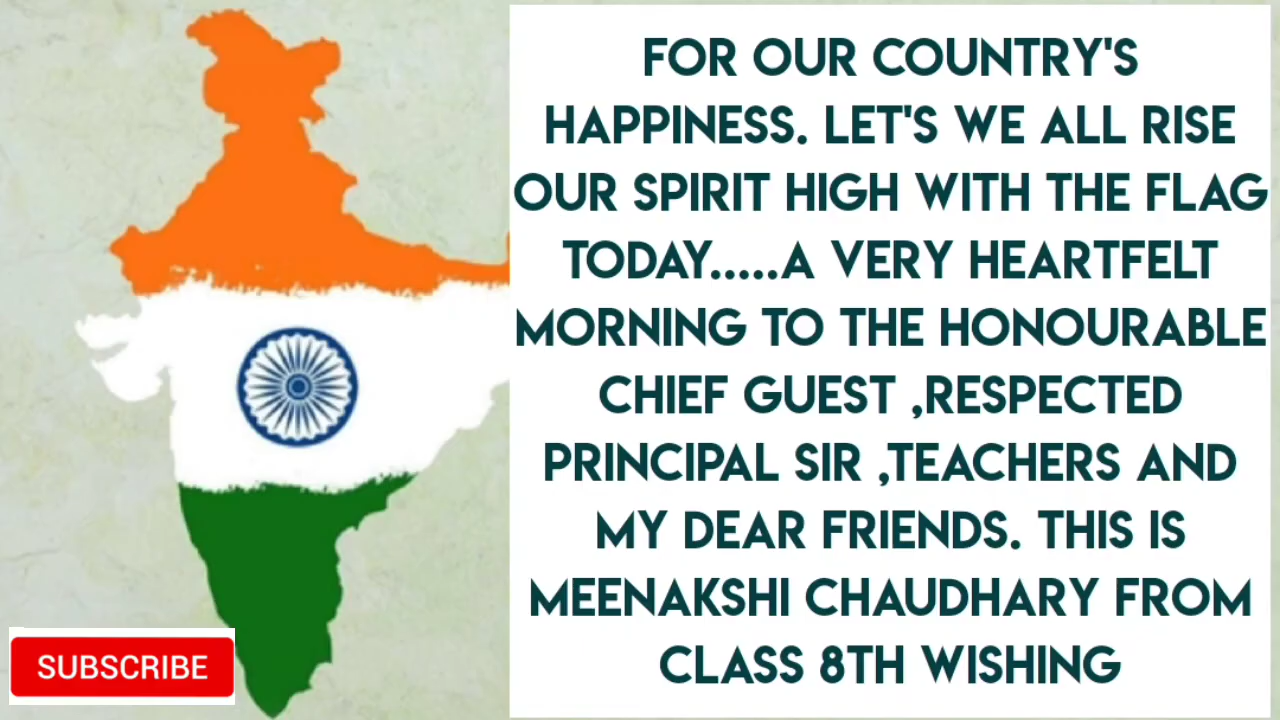 FOR OUR COUNTRY'S
HAPPINESS. LET'S WE ALL RISE
OUR SPIRIT HIGH WITH THE FLAG
TODAY.....A VERY HEARTFELT
MORNING TO THE HONOURABLE
CHIEF GUEST ,RESPECTED
PRINCIPAL SIR ,TEACHERS AND
MY DEAR FRIENDS. THIS IS
MEENAKSHI CHAUDHARY FROM
CLASS 8TH WISHING
SUBSCRIBE